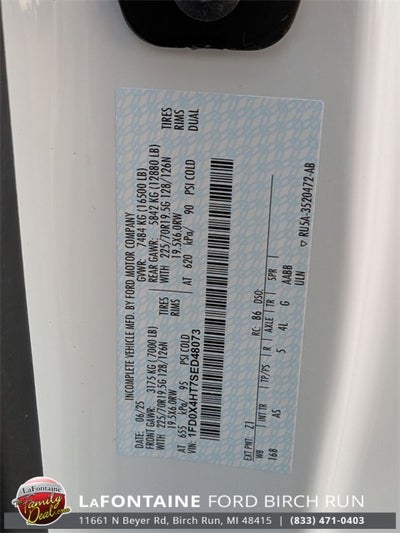 INCOMPLETE VEHICLE MFD. BY FORD MOTOR COMPANY
DATE: 06/25 GVWR: 7484 KG (16500 LB)
FRONT GAWR: 3175 KG (7000 LB) REAR GAWR: 5842 KG (12880 LB)
WITH 225/70R19.5G 128/126N TIRES WITH 225/70R19.5G 128/126N TIRES
19.5X6.0RW RIMS 19.5X6.0RW RIMS
AT 655 kPa/ 95 PSI COLD AT 620 kPa/ 90 PSI COLD DUAL
VIN: 1FDOX4HT7SED48073
EXT PNT: Z1 RC: 86 DSO:
WB INT TR TP/PS R AXLE TR SPR
168 AS 5 4L G AABB
ULN
▽ RU5A-3520472-AB
LaFontaine
Family
Deal
LAFONTAINE FORD BIRCH RUN
11661 N Beyer Rd, Birch Run, MI 48415 | (833) 471-0403